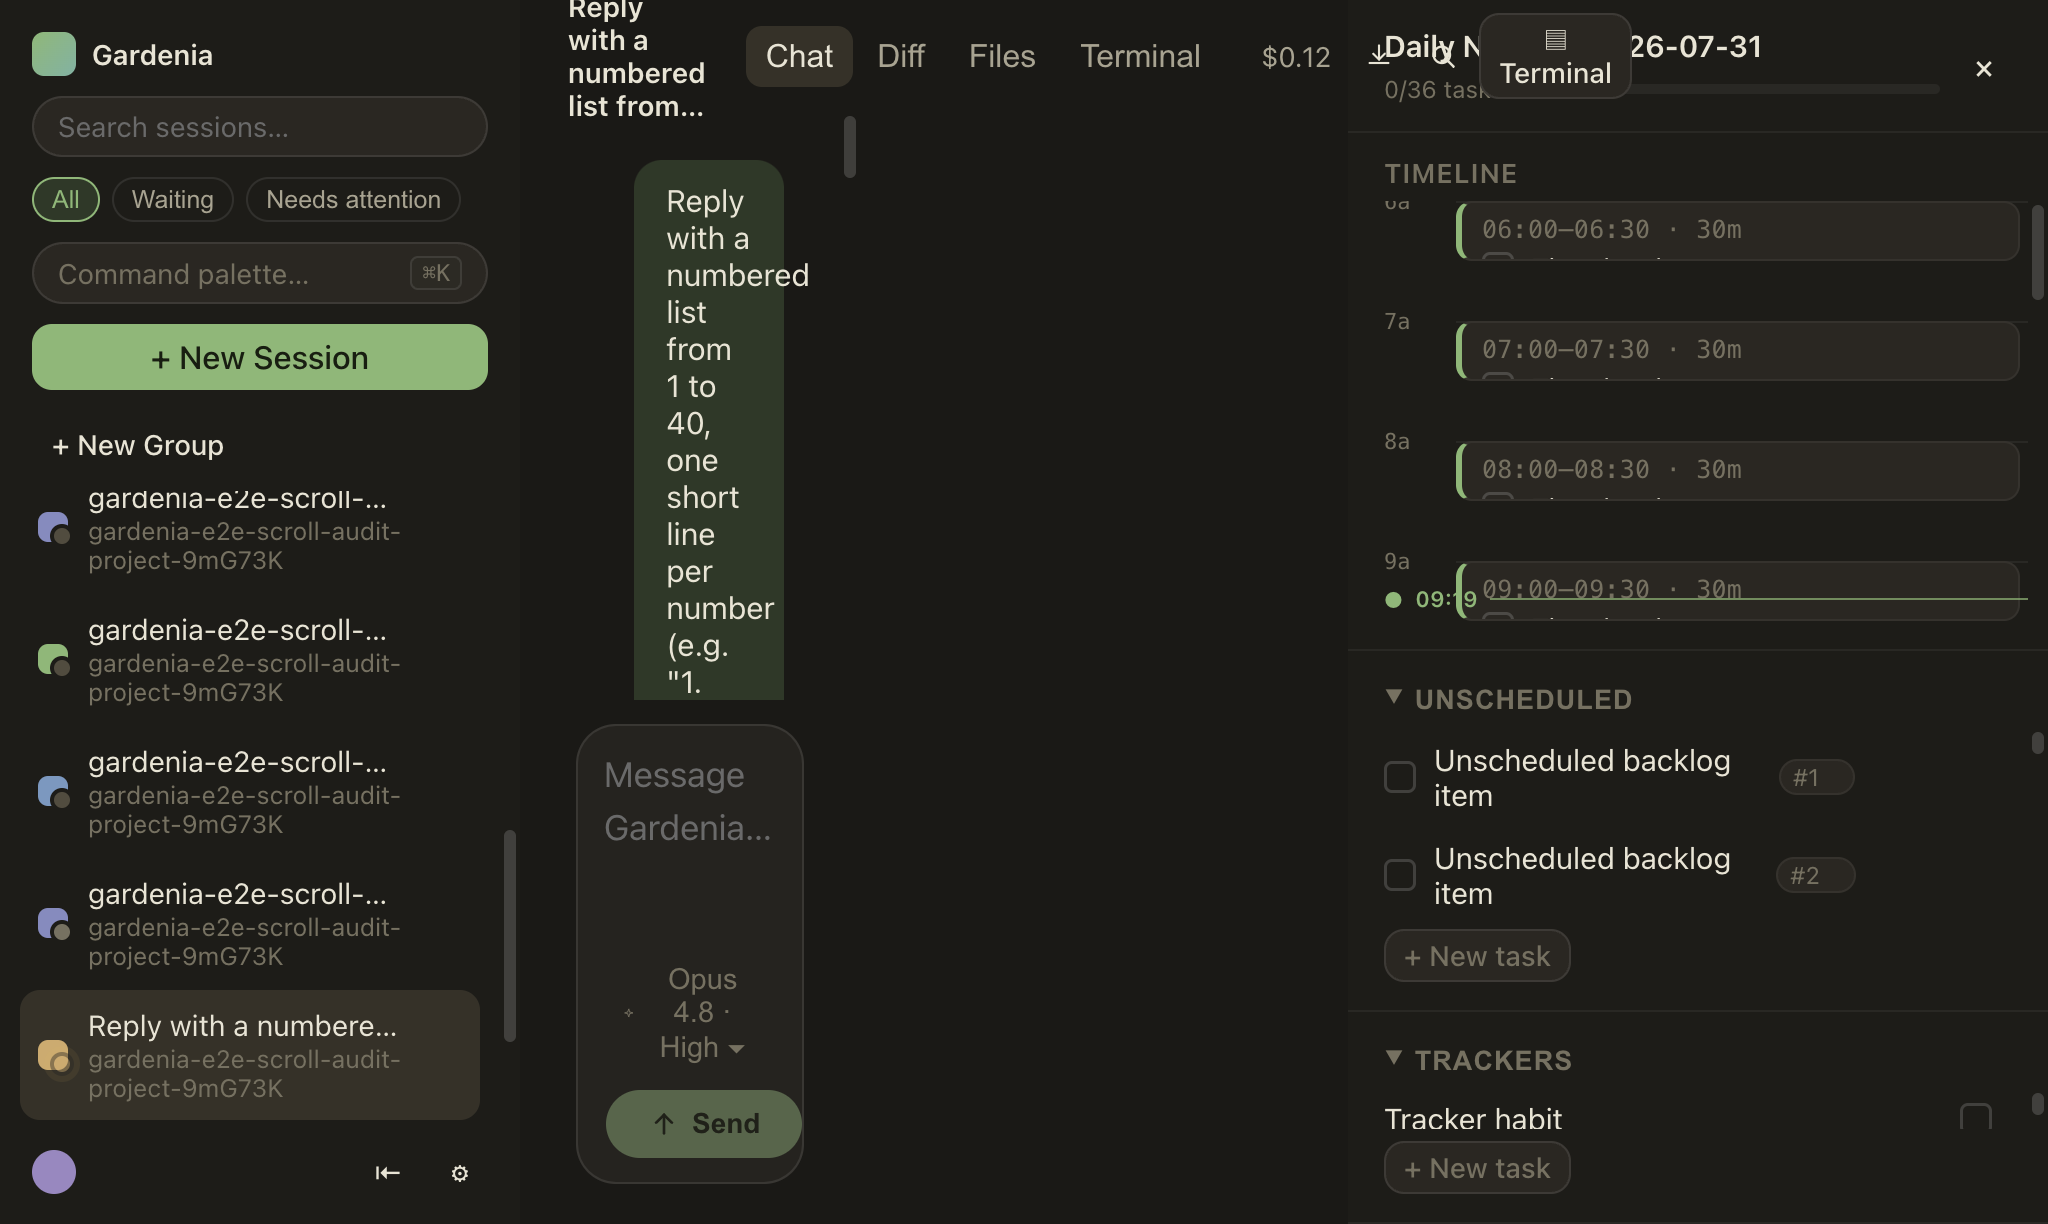 Gardenia
Search sessions...
All
Waiting
Needs attention
Command palette...
⌘K
+ New Session
+ New Group
gardenia-e2e-scroll-...
gardenia-e2e-scroll-audit-
project-9mG73K
gardenia-e2e-scroll-...
gardenia-e2e-scroll-audit-
project-9mG73K
gardenia-e2e-scroll-...
gardenia-e2e-scroll-audit-
project-9mG73K
gardenia-e2e-scroll-...
gardenia-e2e-scroll-audit-
project-9mG73K
Reply with a numbere...
gardenia-e2e-scroll-audit-
project-9mG73K
Reply
with a
numbered
list from...
Chat
Diff
Files
Terminal
$0.12
Reply
with a
numbered
list
from
1 to
40,
one
short
line
per
number
(e.g.
"1.
Message
Gardenia...
Opus
4.8 ·
High
↑ Send
Daily N
Terminal
26-07-31
0/36 task
×
TIMELINE
6a
06:00–06:30 · 30m
7a
07:00–07:30 · 30m
8a
08:00–08:30 · 30m
9a
09:00–09:30 · 30m
UNSCHEDULED
Unscheduled backlog
item
#1
Unscheduled backlog
item
#2
+ New task
TRACKERS
Tracker habit
+ New task